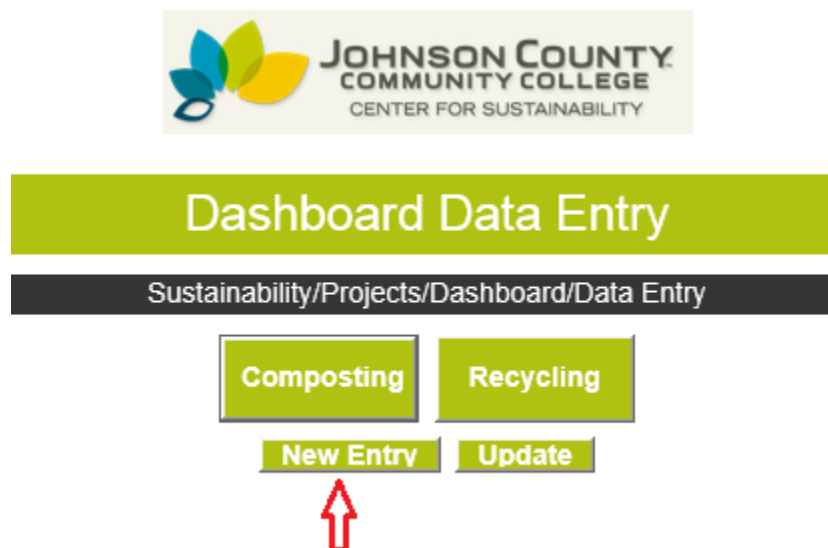 JOHNSON COUNTY
COMMUNITY COLLEGE
CENTER FOR SUSTAINABILITY
Dashboard Data Entry
Sustainability/Projects/Dashboard/Data Entry
Composting Recycling
New Entry Update